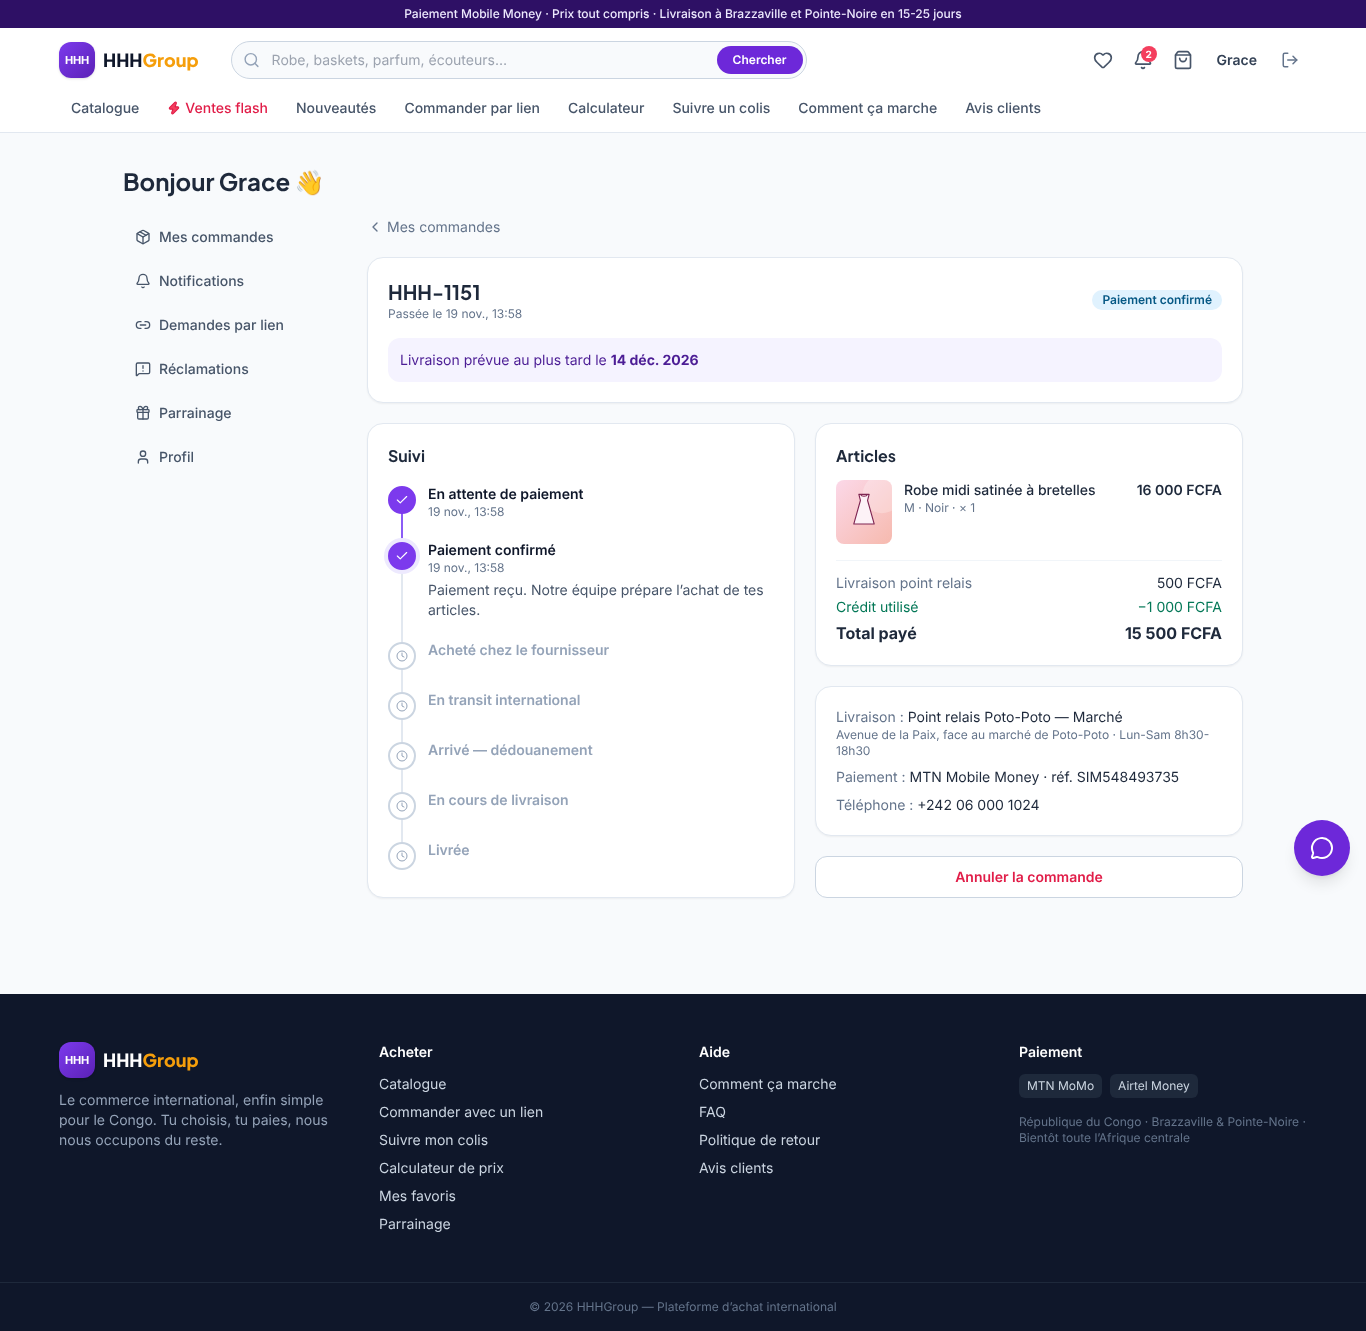 Paiement Mobile Money · Prix tout compris · Livraison à Brazzaville et Pointe-Noire en 15-25 jours
HHH HHHGroup
Robe, baskets, parfum, écouteurs...
Chercher
2
Grace
Catalogue
Ventes flash
Nouveautés
Commander par lien
Calculateur
Suivre un colis
Comment ça marche
Avis clients
Bonjour Grace 👋
Mes commandes
Notifications
Demandes par lien
Réclamations
Parrainage
Profil
Mes commandes
HHH-1151
Passée le 19 nov., 13:58
Paiement confirmé
Livraison prévue au plus tard le 14 déc. 2026
Suivi
En attente de paiement
19 nov., 13:58
Paiement confirmé
19 nov., 13:58
Paiement reçu. Notre équipe prépare l’achat de tes
articles.
Acheté chez le fournisseur
En transit international
Arrivé — dédouanement
En cours de livraison
Livrée
Articles
Robe midi satinée à bretelles 16 000 FCFA
M · Noir · × 1
Livraison point relais 500 FCFA
Crédit utilisé −1 000 FCFA
Total payé 15 500 FCFA
Livraison : Point relais Poto-Poto — Marché
Avenue de la Paix, face au marché de Poto-Poto · Lun-Sam 8h30-
18h30
Paiement : MTN Mobile Money · réf. SIM548493735
Téléphone : +242 06 000 1024
Annuler la commande
HHH HHHGroup
Le commerce international, enfin simple
pour le Congo. Tu choisis, tu paies, nous
nous occupons du reste.
Acheter
Catalogue
Commander avec un lien
Suivre mon colis
Calculateur de prix
Mes favoris
Parrainage
Aide
Comment ça marche
FAQ
Politique de retour
Avis clients
Paiement
MTN MoMo
Airtel Money
République du Congo · Brazzaville & Pointe-Noire ·
Bientôt toute l’Afrique centrale
© 2026 HHHGroup — Plateforme d’achat international